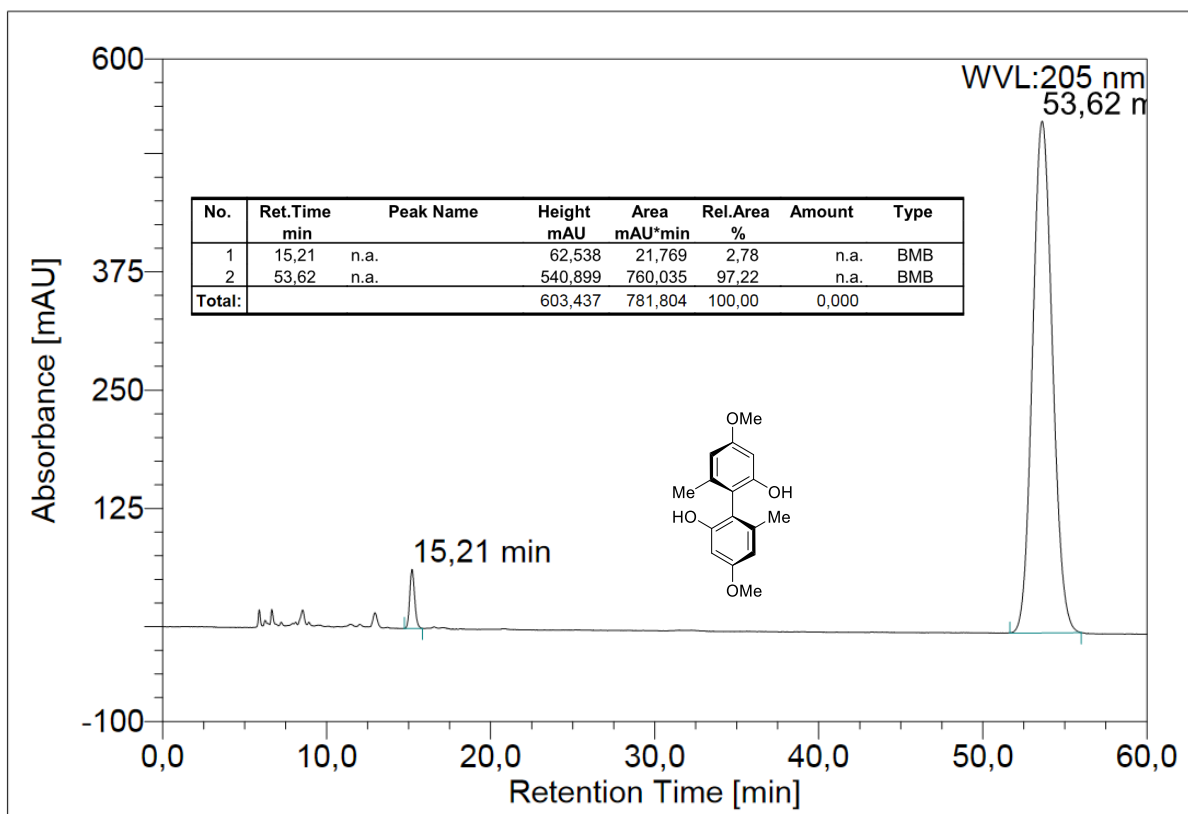 600
WVL:205 nm
53,62 m
No. Ret.Time Peak Name Height Area Rel.Area Amount Type
min mAU mAU*min %
1 15,21 n.a. 62,538 21,769 2,78 n.a. BMB
2 53,62 n.a. 540,899 760,035 97,22 n.a. BMB
Total: 603,437 781,804 100,00 0,000
375
250
125
-100
Absorbance [mAU]
OMe
Me
OH
HO
Me
OMe
15,21 min
0,0 10,0 20,0 30,0 40,0 50,0 60,0
Retention Time [min]